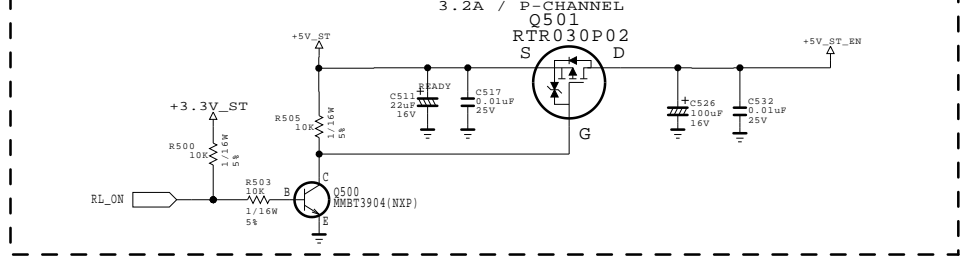 3.2A / P-CHANNEL
Q501
RTR030P02
+5V_ST
S
D
+5V_ST_EN
READY
C511
22uF
16V
C517
0.01uF
25V
C526
100uF
16V
C532
0.01uF
25V
+3.3V_ST
R505
10K
1/16W
5%
G
R500
10K
1/16W
5%
RL_ON
R503
10K
1/16W
5%
B
C
Q500
MMBT3904(NXP)
E